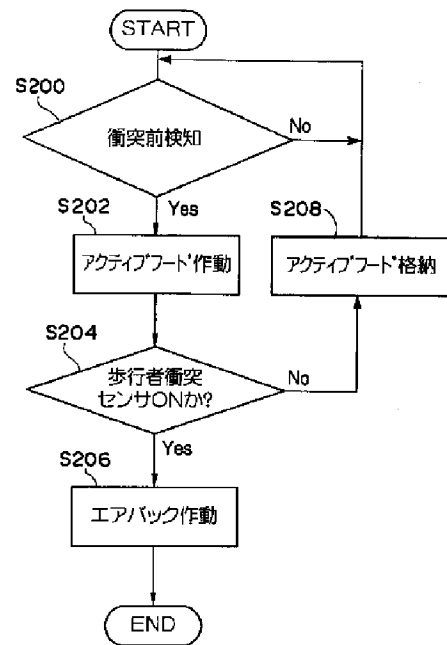 START
S200
衝突前検知
No
Yes
S202
アクティブフード作動
S208
アクティブフード格納
S204
歩行者衝突
センサONか?
No
Yes
S206
エアバック作動
END